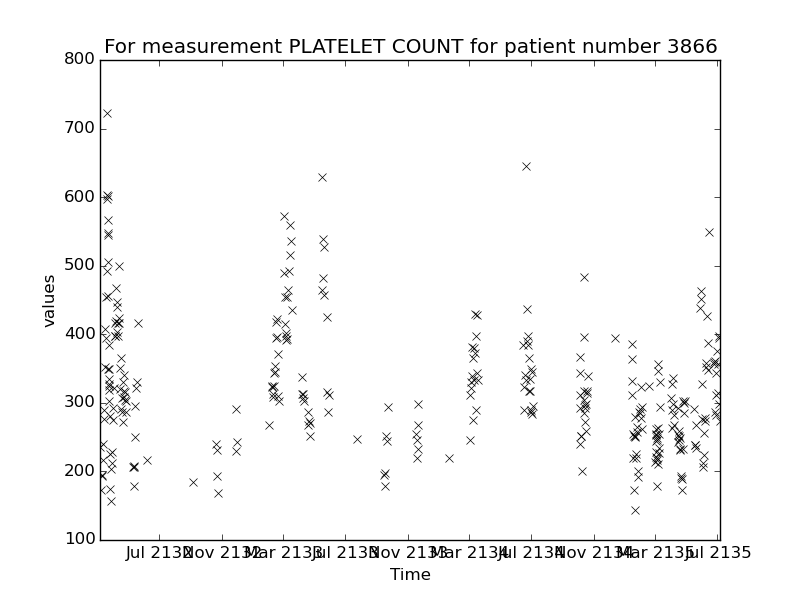 For measurement PLATELET COUNT for patient number 3866
800
700
600
500
400
300
200
100
values
Jul 2132 Nov 2132 Mar 2133 Jul 2133 Nov 2133 Mar 2134 Jul 2134 Nov 2134 Mar 2135 Jul 2135
Time